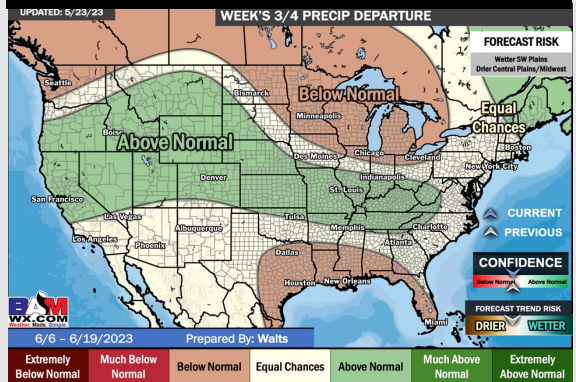 UPDATED: 5/23/23
WEEK'S 3/4 PRECIP DEPARTURE
FORECAST RISK
Wetter SW Plains
Drier Central Plains/Midwest
Seattle
Bismarck
Below Normal
Minneapolis
Equal
Chances
Boise
Above Normal
Boston
Des Moines
Chicago
Cleveland
New York City
Denver
Indianapolis
St. Louis
San Francisco
Las Vegas
Tulsa
Memphis
Charlotte
Albuquerque
Los Angeles
Phoenix
Atlanta
Dallas
Houston
New Orleans
Miami
CURRENT
PREVIOUS
CONFIDENCE
Below Normal
Above Normal
FORECAST TREND RISK
DRIER
WETTER
BAM
WX.COM
Weather. Made. Simple.
6/6 – 6/19/2023
Prepared By: Walts
Extremely
Below Normal
Much Below
Normal
Below Normal
Equal Chances
Above Normal
Much Above
Normal
Extremely
Above Normal